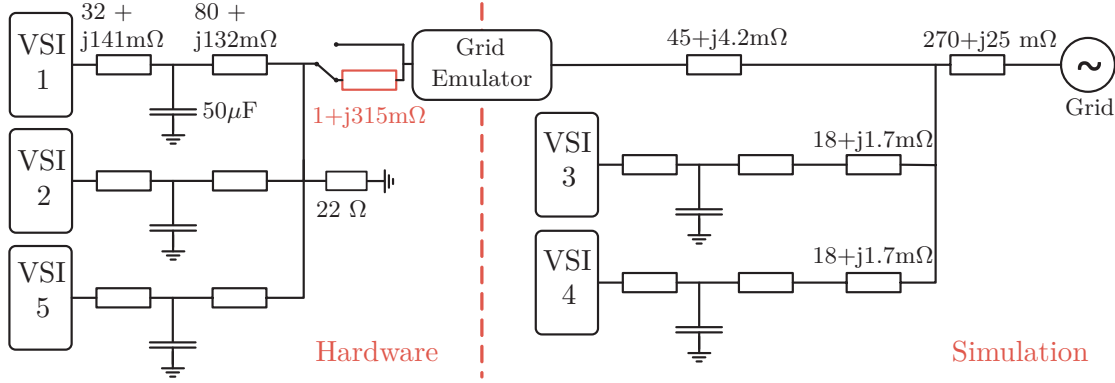 VSI
1
32 +
j141mΩ
80 +
j132mΩ
50μF
1+j315mΩ
Grid
Emulator
45+j4.2mΩ
270+j25 mΩ
~
Grid
VSI
2
22 Ω
VSI
3
18+j1.7mΩ
VSI
5
VSI
4
18+j1.7mΩ
Hardware
Simulation